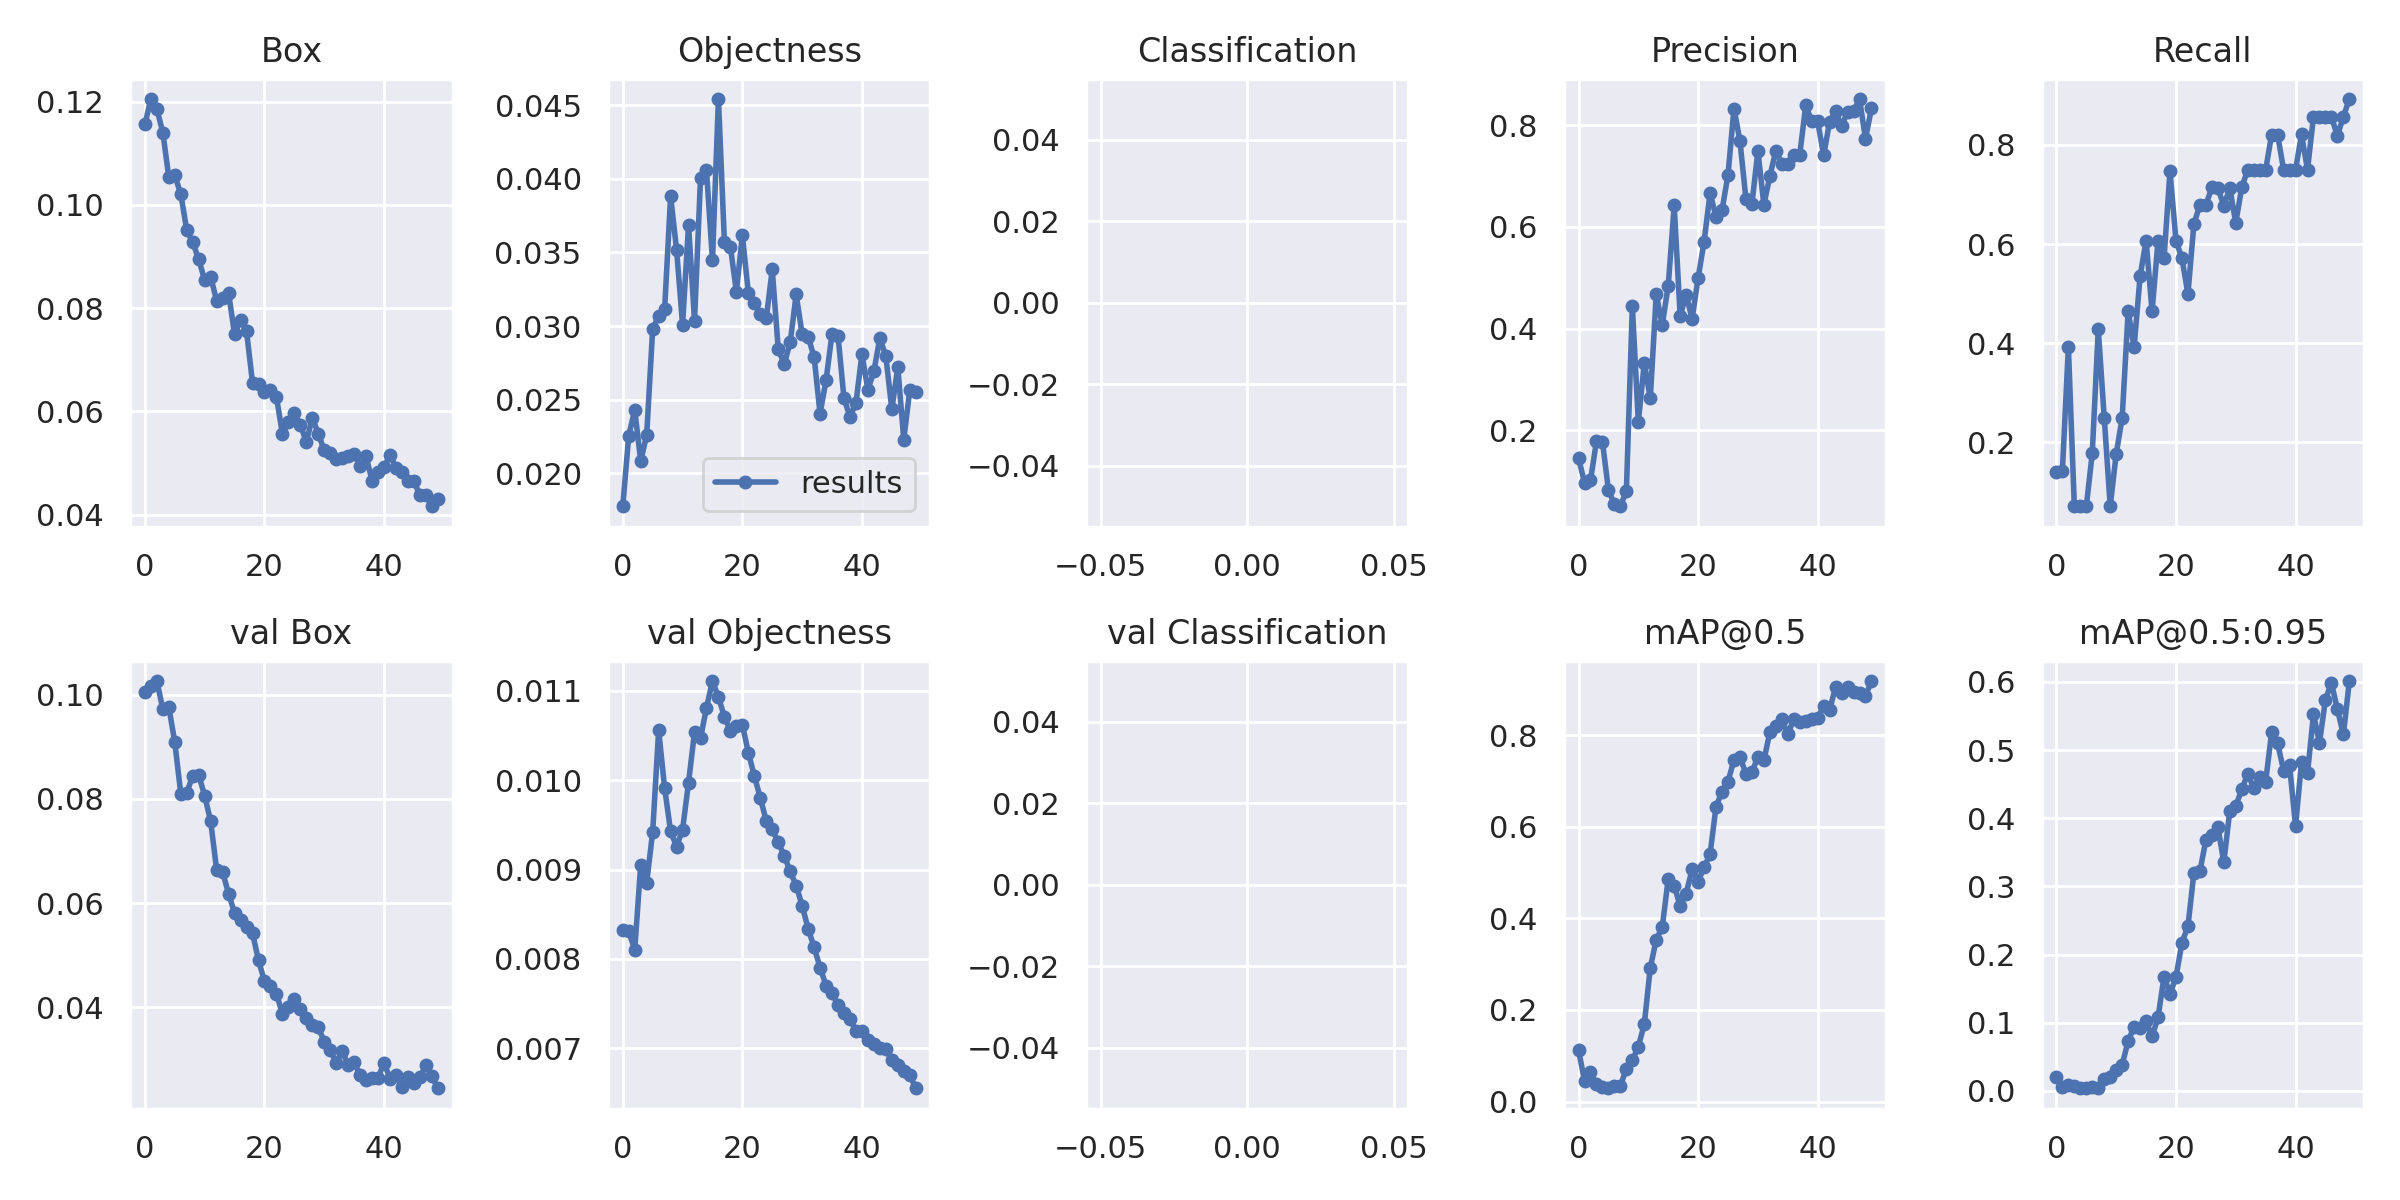 Box
Objectness
Classification
Precision
Recall
0.12
0.10
0.08
0.06
0.04
0 20 40
0.045
0.040
0.035
0.030
0.025
0.020
results
0 20 40
0.04
0.02
0.00
−0.02
−0.04
−0.05 0.00 0.05
0.8
0.6
0.4
0.2
0 20 40
0.8
0.6
0.4
0.2
0 20 40
val Box
val Objectness
val Classification
mAP@0.5
mAP@0.5:0.95
0.10
0.08
0.06
0.04
0 20 40
0.011
0.010
0.009
0.008
0.007
0 20 40
0.04
0.02
0.00
−0.02
−0.04
−0.05 0.00 0.05
0.8
0.6
0.4
0.2
0.0
0 20 40
0.6
0.5
0.4
0.3
0.2
0.1
0.0
0 20 40